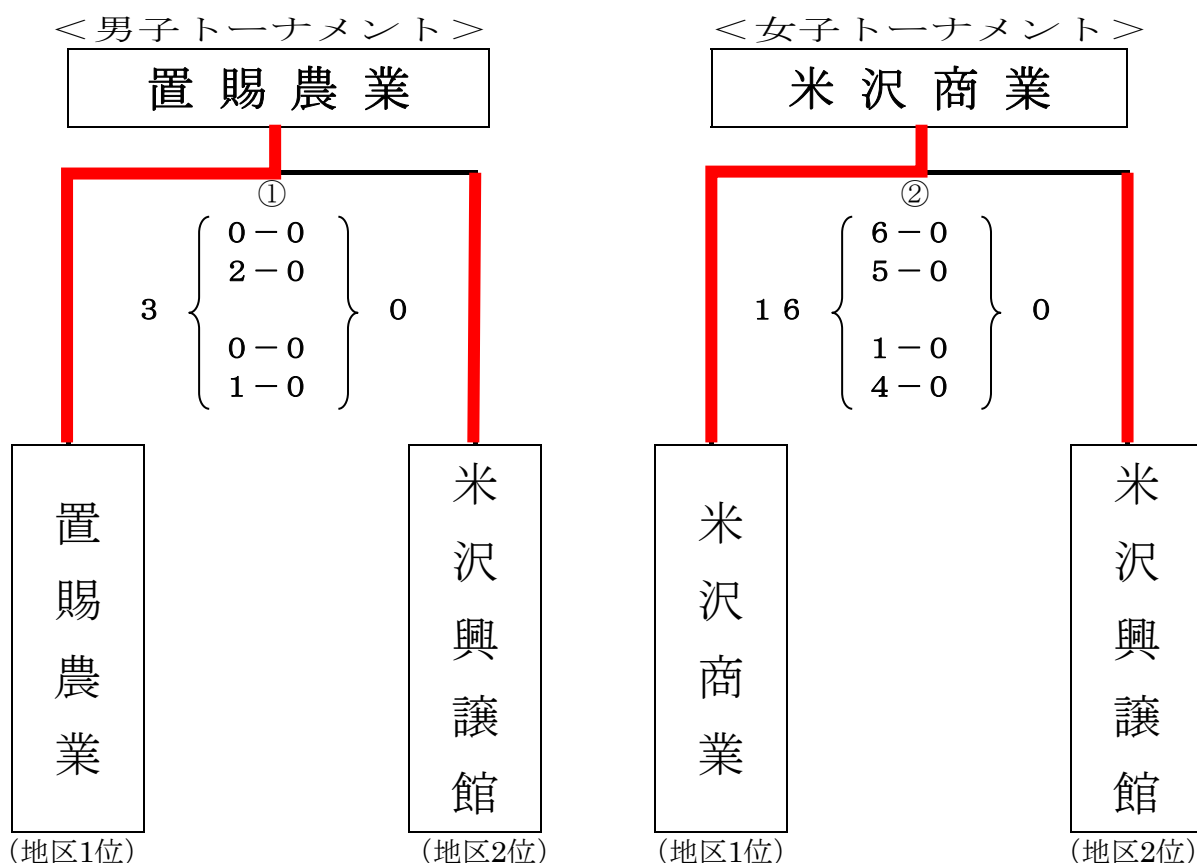 ＜男子トーナメント＞
置賜農業
①
０－０
２－０
３
０
０－０
１－０
置賜農業
米沢興譲館
（地区1位）
（地区2位）
＜女子トーナメント＞
米沢商業
②
６－０
５－０
１６
０
１－０
４－０
米沢商業
米沢興譲館
（地区1位）
（地区2位）